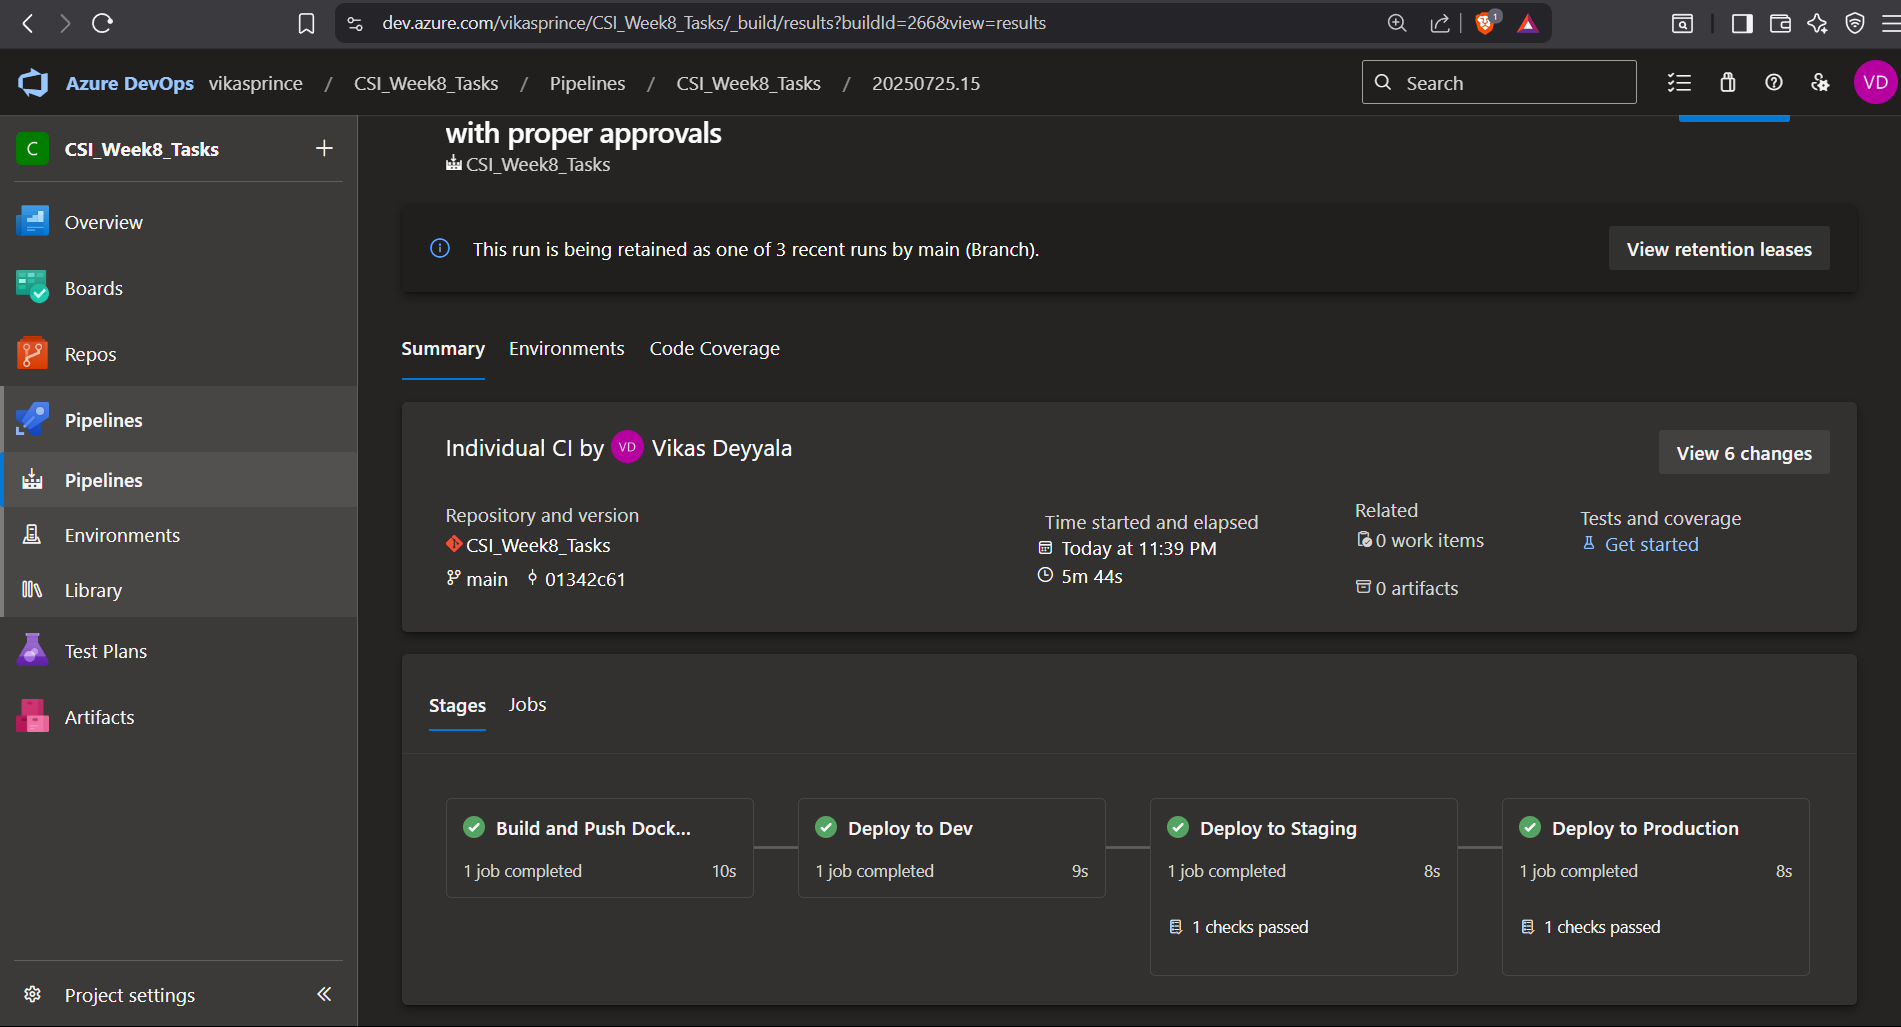 dev.azure.com/vikasprince/CSI_Week8_Tasks/_build/results?buildId=266&view=results
1
Azure DevOps vikasprince / CSI_Week8_Tasks / Pipelines / CSI_Week8_Tasks / 20250725.15
Search
VD
C CSI_Week8_Tasks +
Overview
Boards
Repos
Pipelines
Pipelines
Environments
Library
Test Plans
Artifacts
Project settings
with proper approvals
CSI_Week8_Tasks
This run is being retained as one of 3 recent runs by main (Branch).
View retention leases
Summary Environments Code Coverage
Individual CI by VD Vikas Deyyala
View 6 changes
Repository and version
CSI_Week8_Tasks
main 01342c61
Time started and elapsed
Today at 11:39 PM
5m 44s
Related
0 work items
0 artifacts
Tests and coverage
Get started
Stages Jobs
Build and Push Dock...
1 job completed 10s
Deploy to Dev
1 job completed 9s
Deploy to Staging
1 job completed 8s
1 checks passed
Deploy to Production
1 job completed 8s
1 checks passed